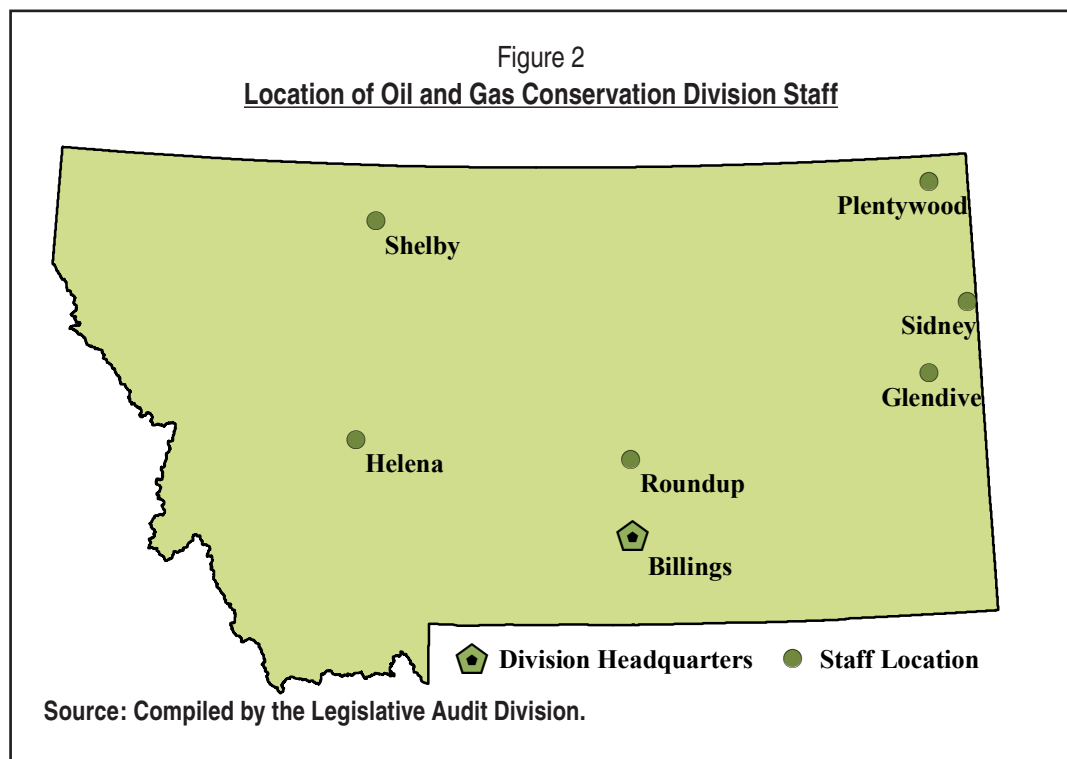 Figure 2
Location of Oil and Gas Conservation Division Staff
Plentywood
Shelby
Sidney
Glendive
Helena
Roundup
Billings
Division Headquarters
Staff Location
Source: Compiled by the Legislative Audit Division.